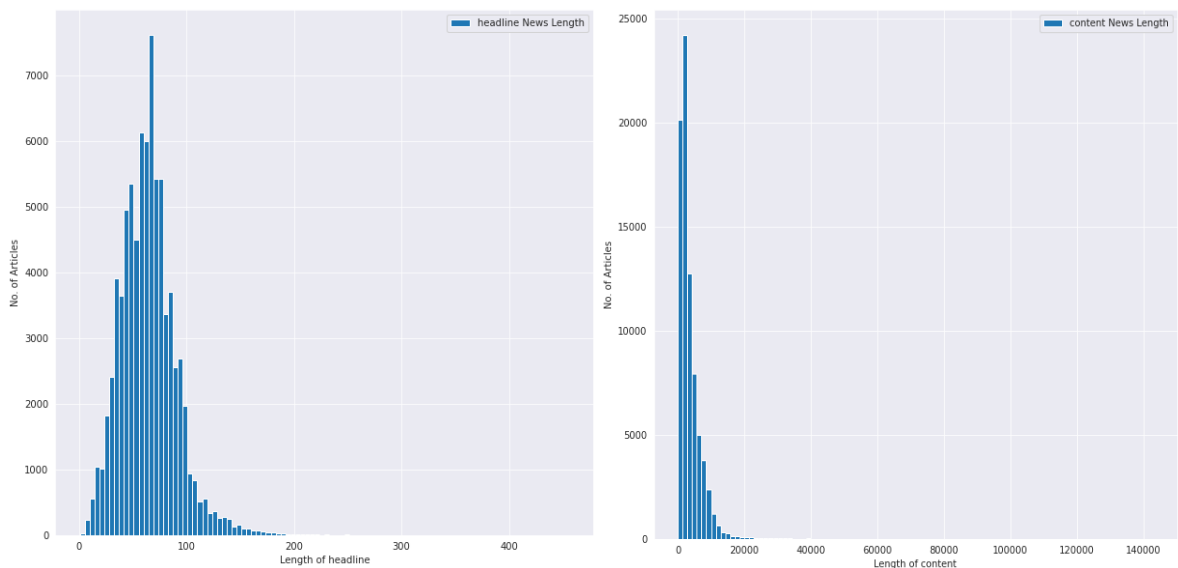 headline News Length
7000
6000
5000
4000
3000
2000
1000
0
No. of Articles
0 100 200 300 400
Length of headline
content News Length
25000
20000
15000
10000
5000
0
No. of Articles
0 20000 40000 60000 80000 100000 120000 140000
Length of content